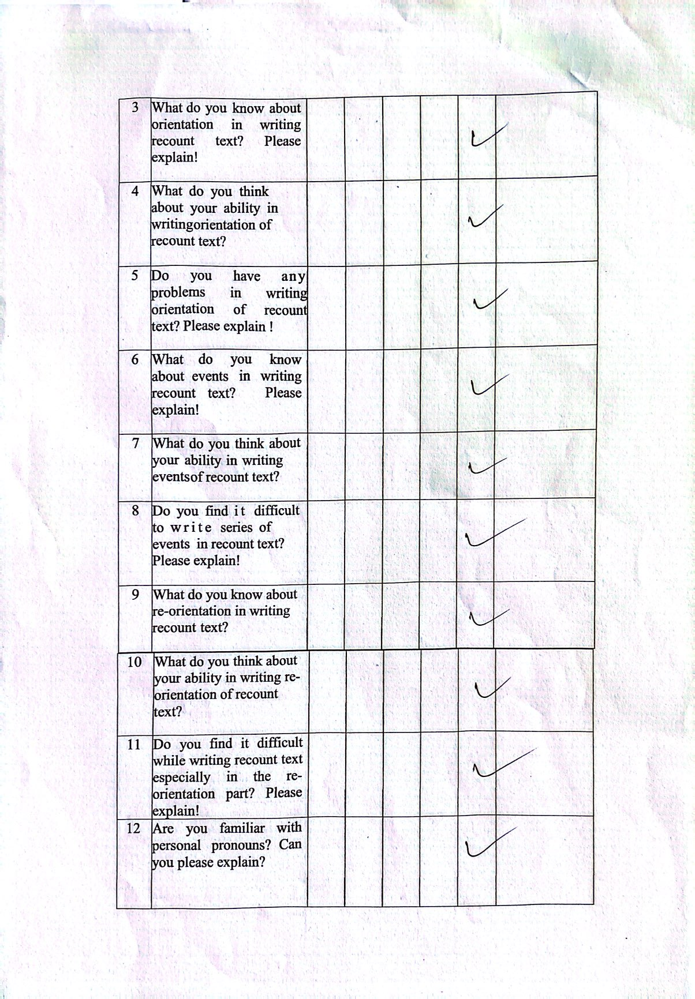 3 What do you know about
orientation in writing
recount text? Please
explain!
4 What do you think
about your ability in
writingorientation of
recount text?
5 Do you have any
problems in writing
orientation of recount
text? Please explain !
6 What do you know
about events in writing
recount text? Please
explain!
7 What do you think about
your ability in writing
eventsof recount text?
8 Do you find it difficult
to write series of
events in recount text?
Please explain!
9 What do you know about
re-orientation in writing
recount text?
10 What do you think about
your ability in writing re-
orientation of recount
text?
11 Do you find it difficult
while writing recount text
especially in the re-
orientation part? Please
explain!
12 Are you familiar with
personal pronouns? Can
you please explain?